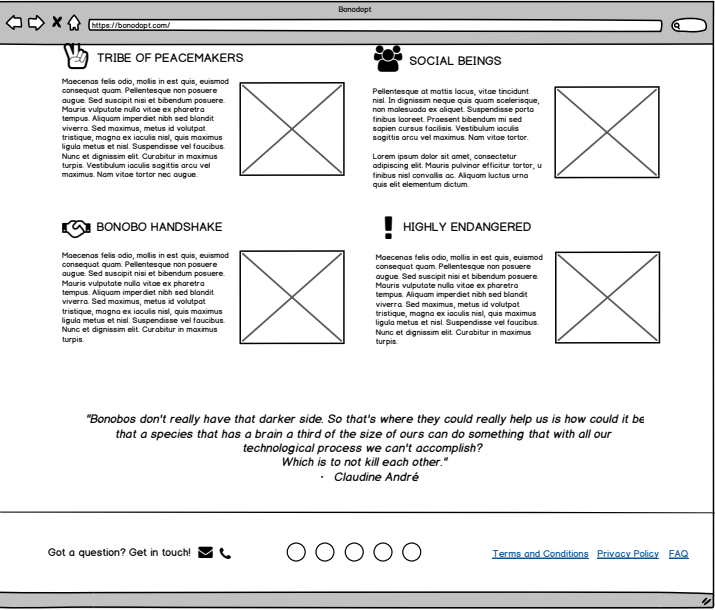 Bonodopt
https://bonodopt.com/
TRIBE OF PEACEMAKERS
Maecenas felis odio, mollis in est quis, euismod
consequat quam. Pellentesque non posuere
augue. Sed suscipit nisi et bibendum posuere.
Mauris vulputate nulla vitae ex pharetra
tempus. Aliquam imperdiet nibh sed blandit
viverra. Sed maximus, metus id volutpat
tristique, magna ex iaculis nisl, quis maximus
ligula metus et nisl. Suspendisse vel faucibus.
Nunc et dignissim elit. Curabitur in maximus
turpis. Vestibulum iaculis sagittis arcu vel
maximus. Nam vitae tortor nec augue.
SOCIAL BEINGS
Pellentesque at mattis lacus, vitae tincidunt
nisl. In dignissim neque quis quam scelerisque,
non malesuada ex aliquet. Suspendisse porta
finibus laoreet. Praesent bibendum mi sed
sapien cursus facilisis. Vestibulum iaculis
sagittis arcu vel maximus. Nam vitae tortor.
Lorem ipsum dolor sit amet, consectetur
adipiscing elit. Mauris pulvinar efficitur tortor, u
finibus nisl convallis ac. Aliquam luctus urna
quis elit elementum dictum.
BONOBO HANDSHAKE
Maecenas felis odio, mollis in est quis, euismod
consequat quam. Pellentesque non posuere
augue. Sed suscipit nisi et bibendum posuere.
Mauris vulputate nulla vitae ex pharetra
tempus. Aliquam imperdiet nibh sed blandit
viverra. Sed maximus, metus id volutpat
tristique, magna ex iaculis nisl, quis maximus
ligula metus et nisl. Suspendisse vel faucibus.
Nunc et dignissim elit. Curabitur in maximus
turpis.
HIGHLY ENDANGERED
Maecenas felis odio, mollis in est quis, euismod
consequat quam. Pellentesque non posuere
augue. Sed suscipit nisi et bibendum posuere.
Mauris vulputate nulla vitae ex pharetra
tempus. Aliquam imperdiet nibh sed blandit
viverra. Sed maximus, metus id volutpat
tristique, magna ex iaculis nisl, quis maximus
ligula metus et nisl. Suspendisse vel faucibus.
Nunc et dignissim elit. Curabitur in maximus
turpis.
"Bonobos don't really have that darker side. So that's where they could really help us is how could it be
that a species that has a brain a third of the size of ours can do something that with all our
technological process we can't accomplish?
Which is to not kill each other."
- Claudine André
Got a question? Get in touch!
Terms and Conditions Privacy Policy FAQ